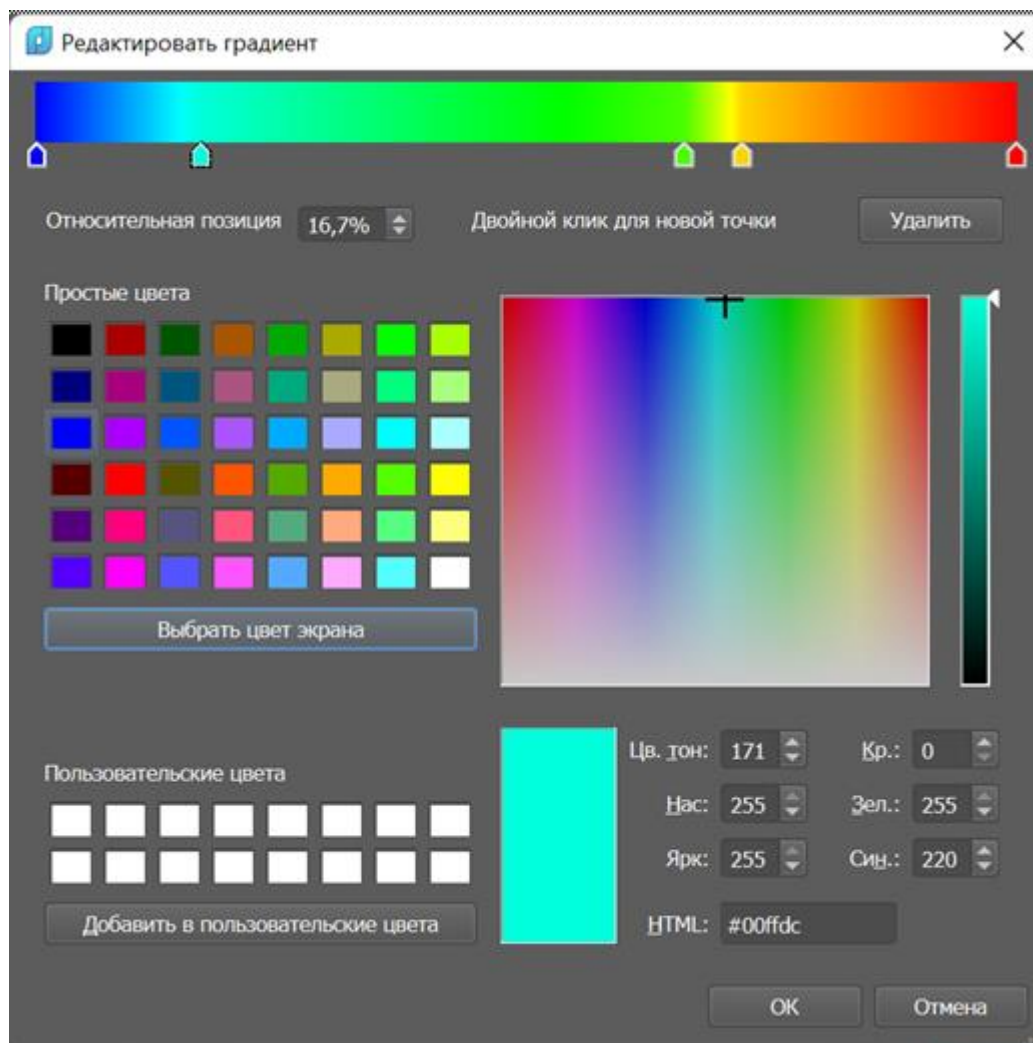 Редактировать градиент
Относительная позиция 16,7% Двойной клик для новой точки Удалить
Простые цвета
Выбрать цвет экрана
Пользовательские цвета
Добавить в пользовательские цвета
Цв. тон: 171 Кр.: 0
Нас: 255 Зел.: 255
Ярк: 255 Син.: 220
HTML: #00ffdc
OK Отмена